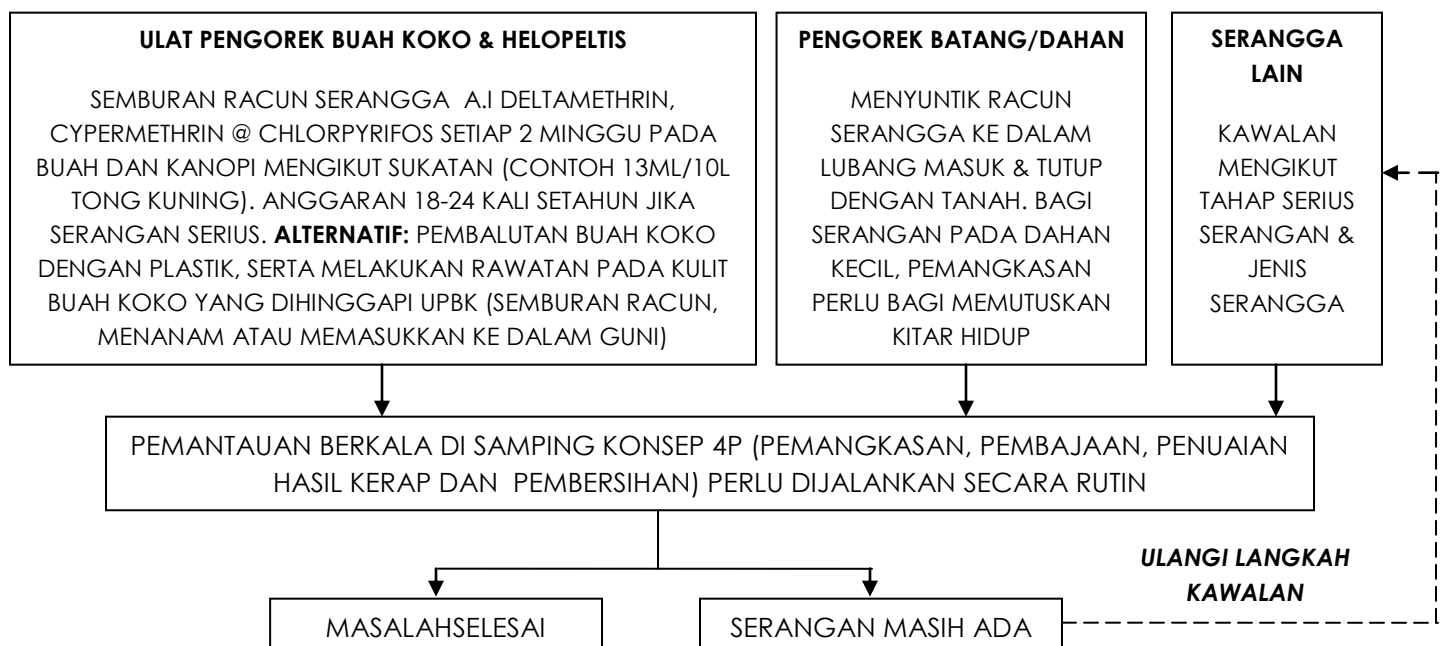 ULAT PENGOREK BUAH KOKO & HELOPELTIS
SEMBURAN RACUN SERANGGA A.I DELTAMETHRIN,
CYPERMETHRIN @ CHLORPYRIFOS SETIAP 2 MINGGU PADA
BUAH DAN KANOPI MENGIKUT SUKATAN (CONTOH 13ML/10L
TONG KUNING). ANGGARAN 18-24 KALI SETAHUN JIKA
SERANGAN SERIUS. ALTERNATIF: PEMBALUTAN BUAH KOKO
DENGAN PLASTIK, SERTA MELAKUKAN RAWATAN PADA KULIT
BUAH KOKO YANG DIHINGGAPI UPBK (SEMBURAN RACUN,
MENANAM ATAU MEMASUKKAN KE DALAM GUNI)
PENGOREK BATANG/DAHAN
MENYUNTIK RACUN
SERANGGA KE DALAM
LUBANG MASUK & TUTUP
DENGAN TANAH. BAGI
SERANGAN PADA DAHAN
KECIL, PEMANGKASAN
PERLU BAGI MEMUTUSKAN
KITAR HIDUP
SERANGGA
LAIN
KAWALAN
MENGIKUT
TAHAP SERIUS
SERANGAN &
JENIS
SERANGGA
PEMANTAUAN BERKALA DI SAMPING KONSEP 4P (PEMANGKASAN, PEMBAJAAN, PENUAIAN
HASIL KERAP DAN PEMBERSIHAN) PERLU DIJALANKAN SECARA RUTIN
ULANGI LANGKAH
KAWALAN
MASALAHSELESAI
SERANGAN MASIH ADA